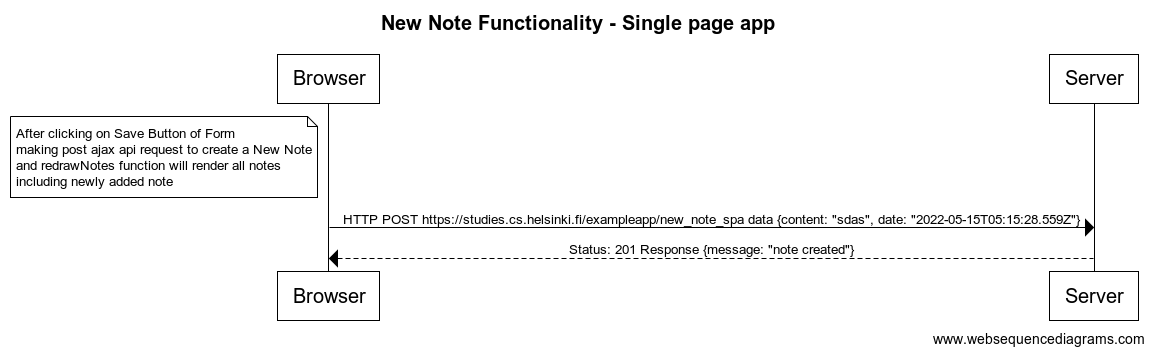 New Note Functionality - Single page app
Browser
Server
After clicking on Save Button of Form
making post ajax api request to create a New Note
and redrawNotes function will render all notes
including newly added note
HTTP POST https://studies.cs.helsinki.fi/exampleapp/new_note_spa data {content: "sdas", date: "2022-05-15T05:15:28.559Z"}
Status: 201 Response {message: "note created"}
Browser
Server
www.websequencediagrams.com